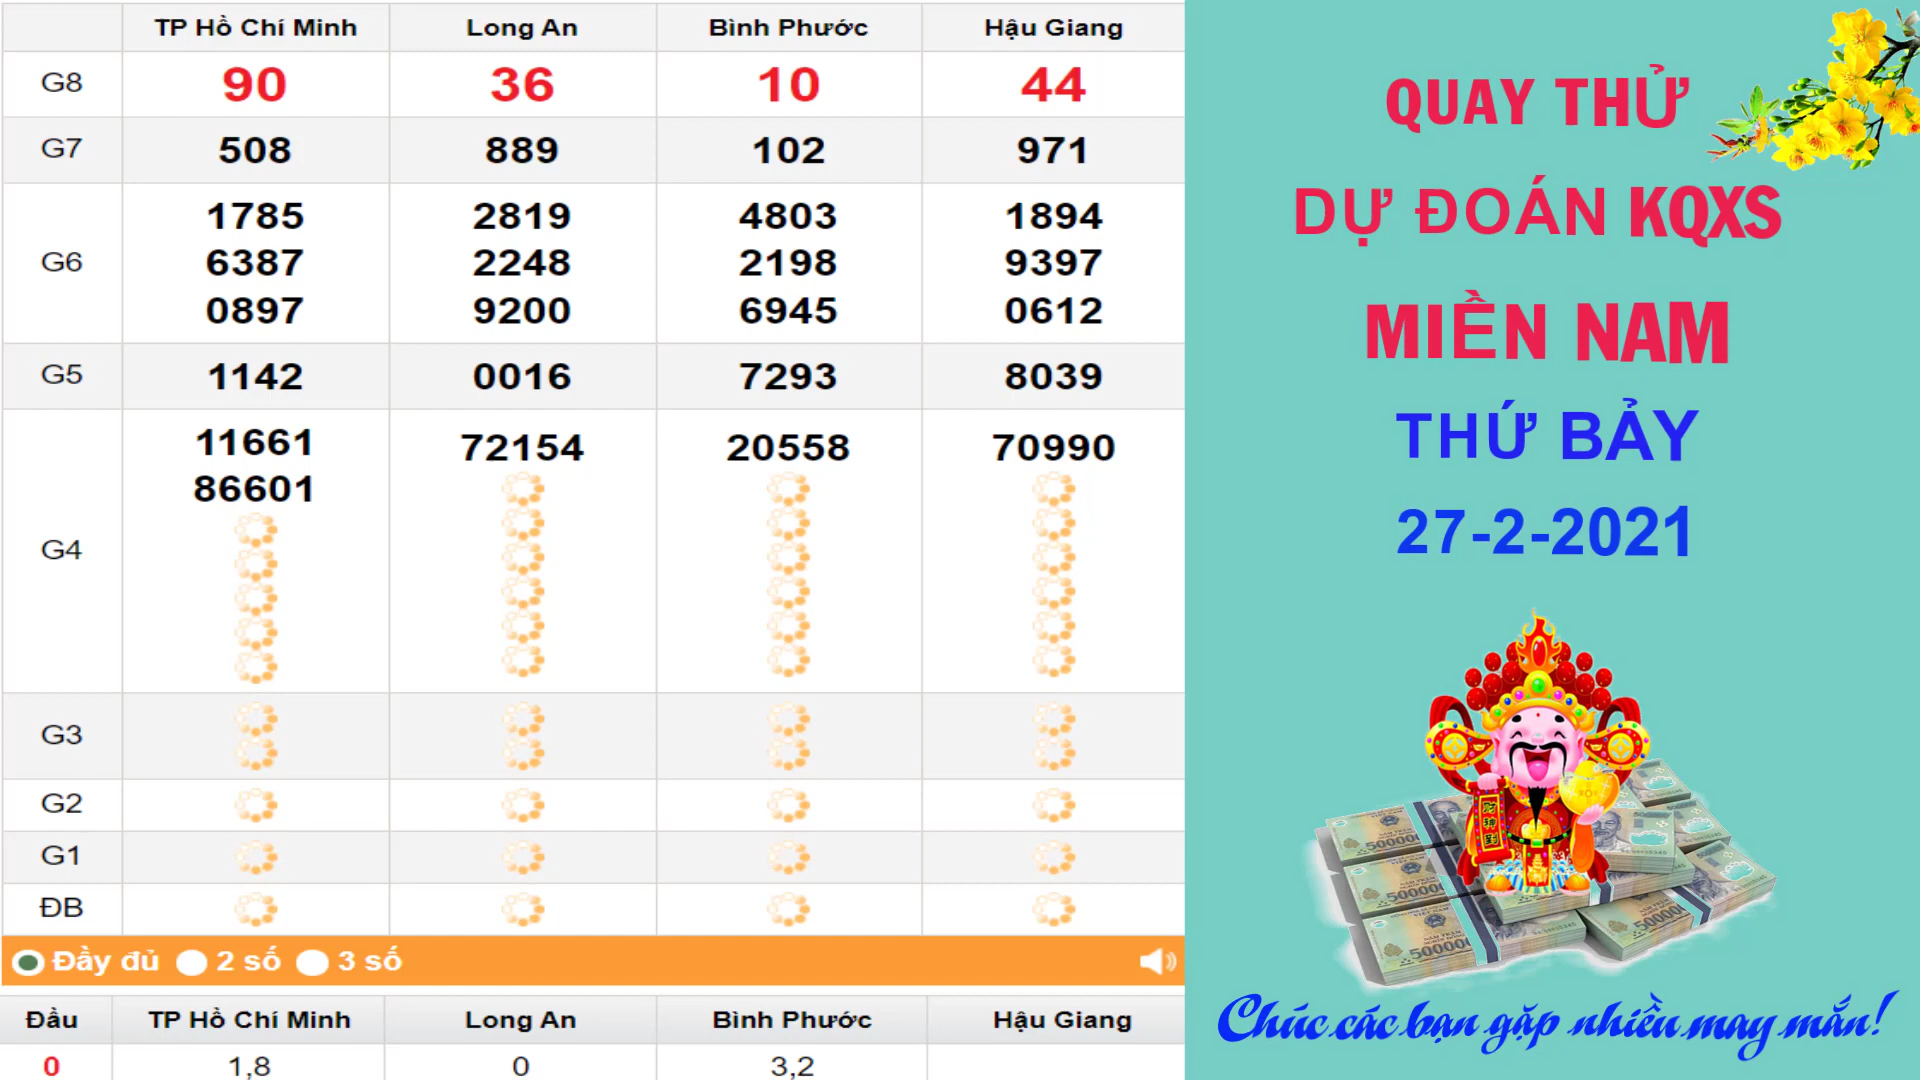 TP Hồ Chí Minh Long An Bình Phước Hậu Giang
G8 90 36 10 44
G7 508 889 102 971
1785 2819 4803 1894
G6 6387 2248 2198 9397
0897 9200 6945 0612
G5 1142 0016 7293 8039
11661 72154 20558 70990
86601
G4
G3
G2
G1
ĐB
Đầy đủ 2 số 3 số
Đầu TP Hồ Chí Minh Long An Bình Phước Hậu Giang
0 1,8 0 3,2
QUAY THỬ
DỰ ĐOÁN KQXS
MIỀN NAM
THỨ BẢY
27-2-2021
财神到
Chúc các bạn gặp nhiều may mắn!